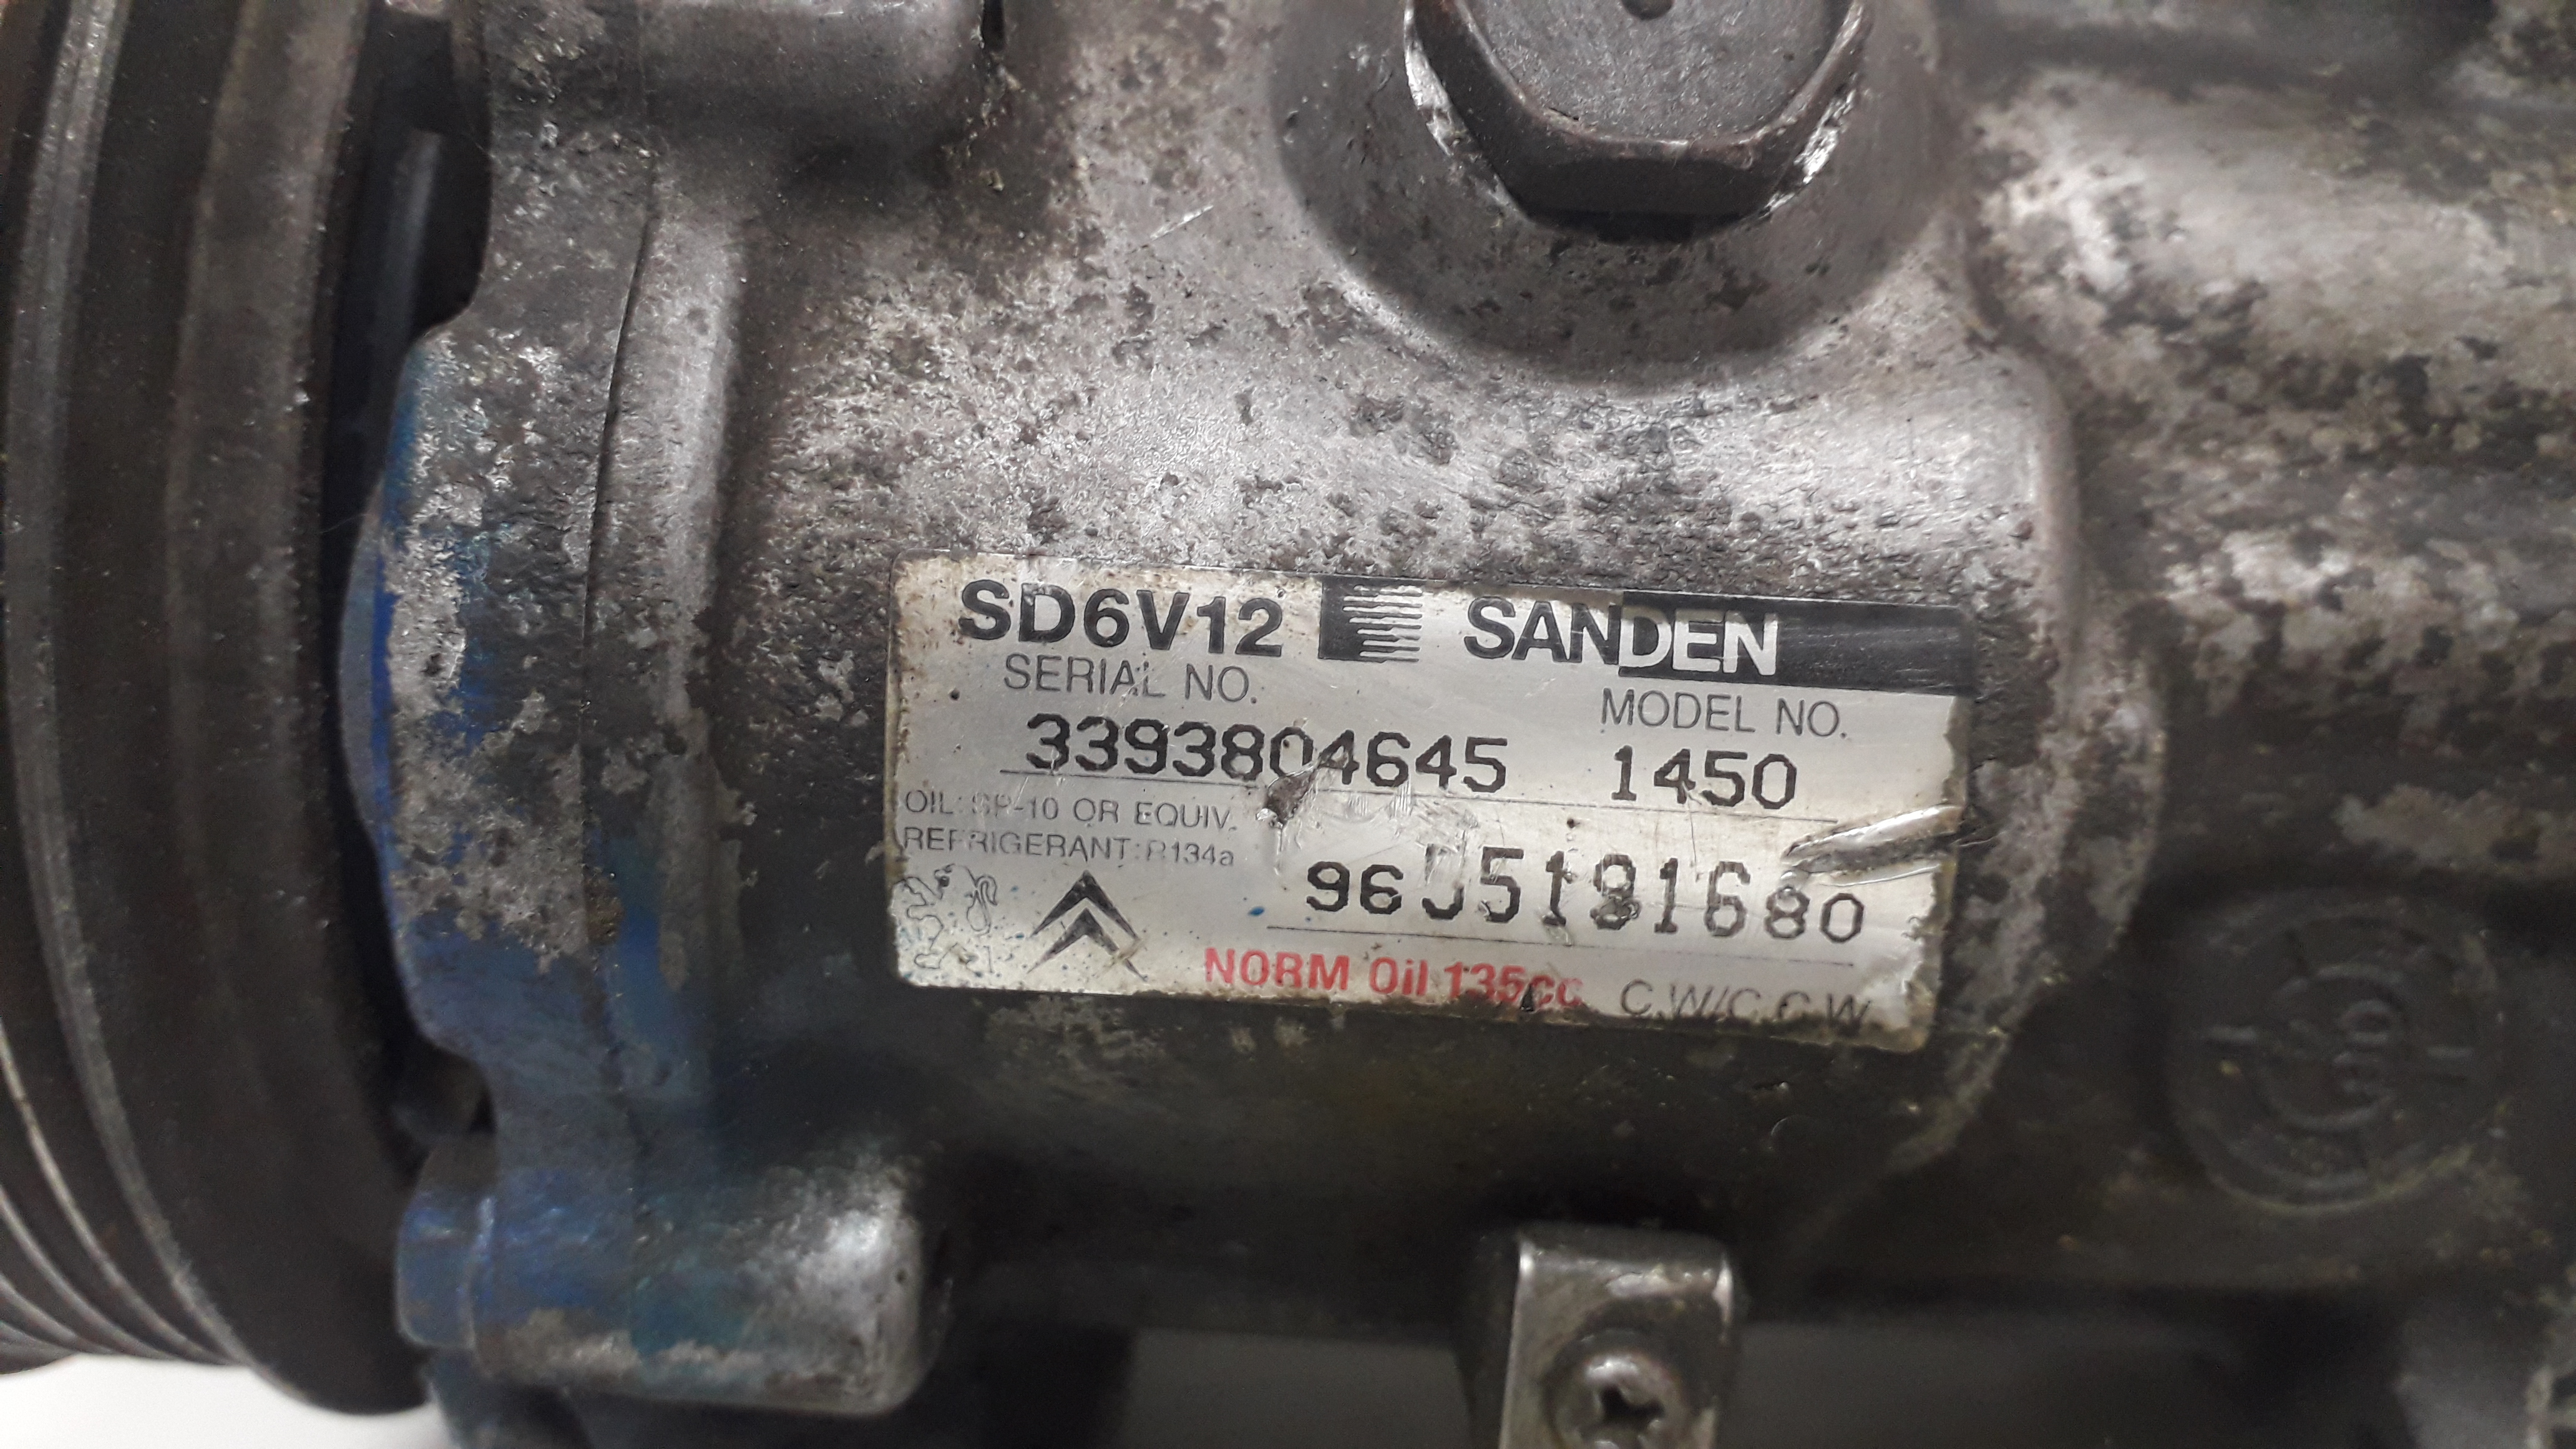 SD6V12 SANDEN
SERIAL NO. MODEL NO.
3393804645 1450
OIL: SP-10 OR EQUIV.
REFRIGERANT: R134a
NORM Oil 135cc C.W/C.C.W